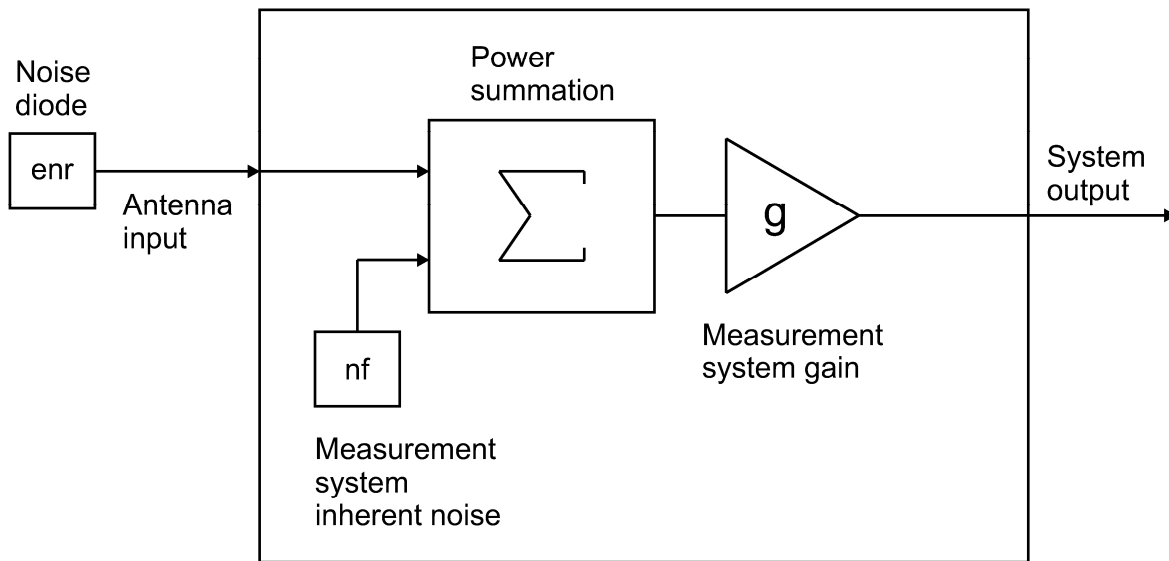 Noise
diode
enr
Antenna
input
Power
summation
nf
Measurement
system
inherent noise
g
Measurement
system gain
System
output